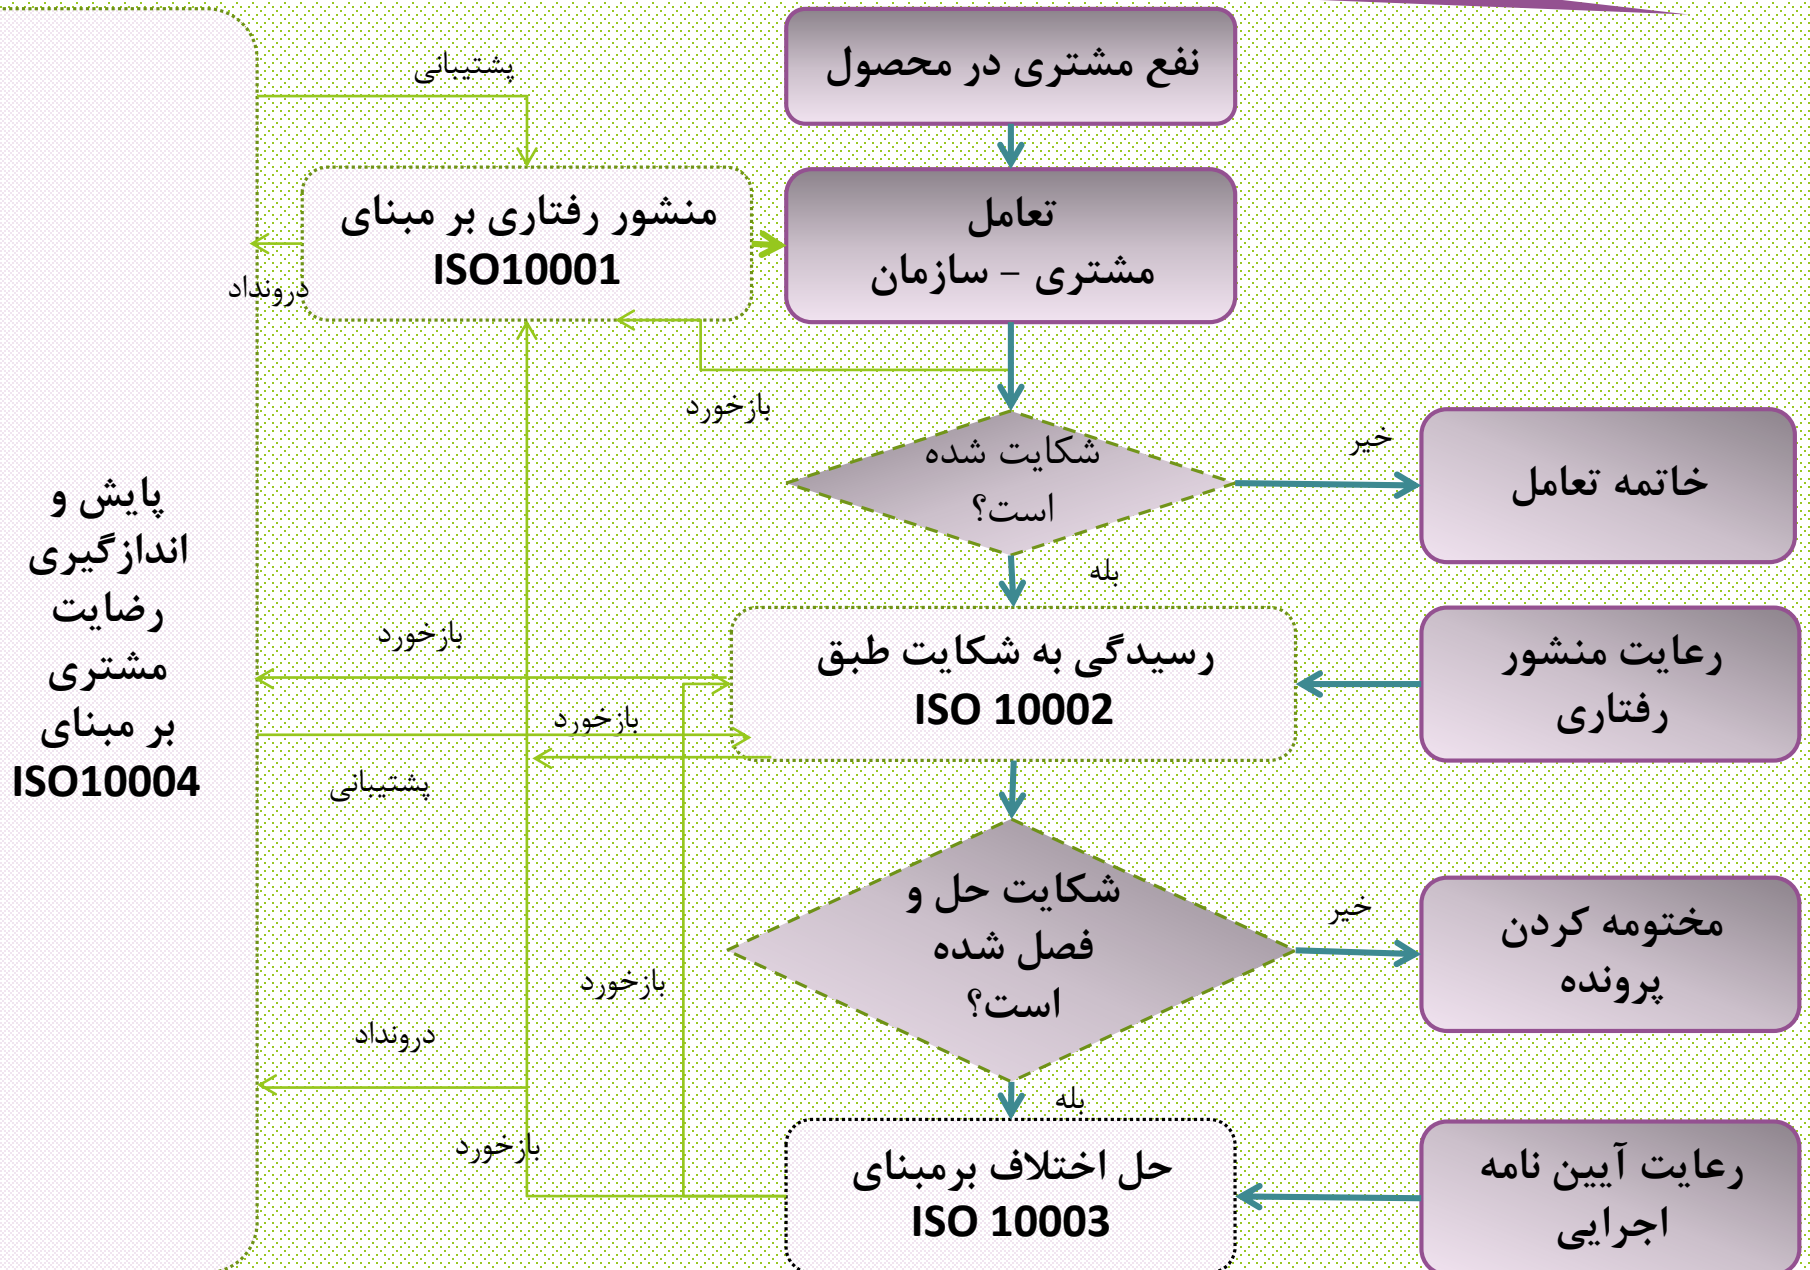 نفع مشتری در محصول
پشتیبانی
تعامل
مشتری – سازمان
منشور رفتاری بر مبنای
ISO10001
درونداد
بازخورد
شکایت شده
است؟
خیر
خاتمه تعامل
بله
پایش و
اندازگیری
رضایت
مشتری
بر مبنای
ISO10004
رعایت منشور
رفتاری
رسیدگی به شکایت طبق
ISO 10002
بازخورد
بازخورد
پشتیبانی
شکایت حل و
فصل شده
است؟
خیر
مختومه کردن
پرونده
بازخورد
درونداد
بله
بازخورد
رعایت آیین نامه
اجرایی
حل اختلاف برمبنای
ISO 10003